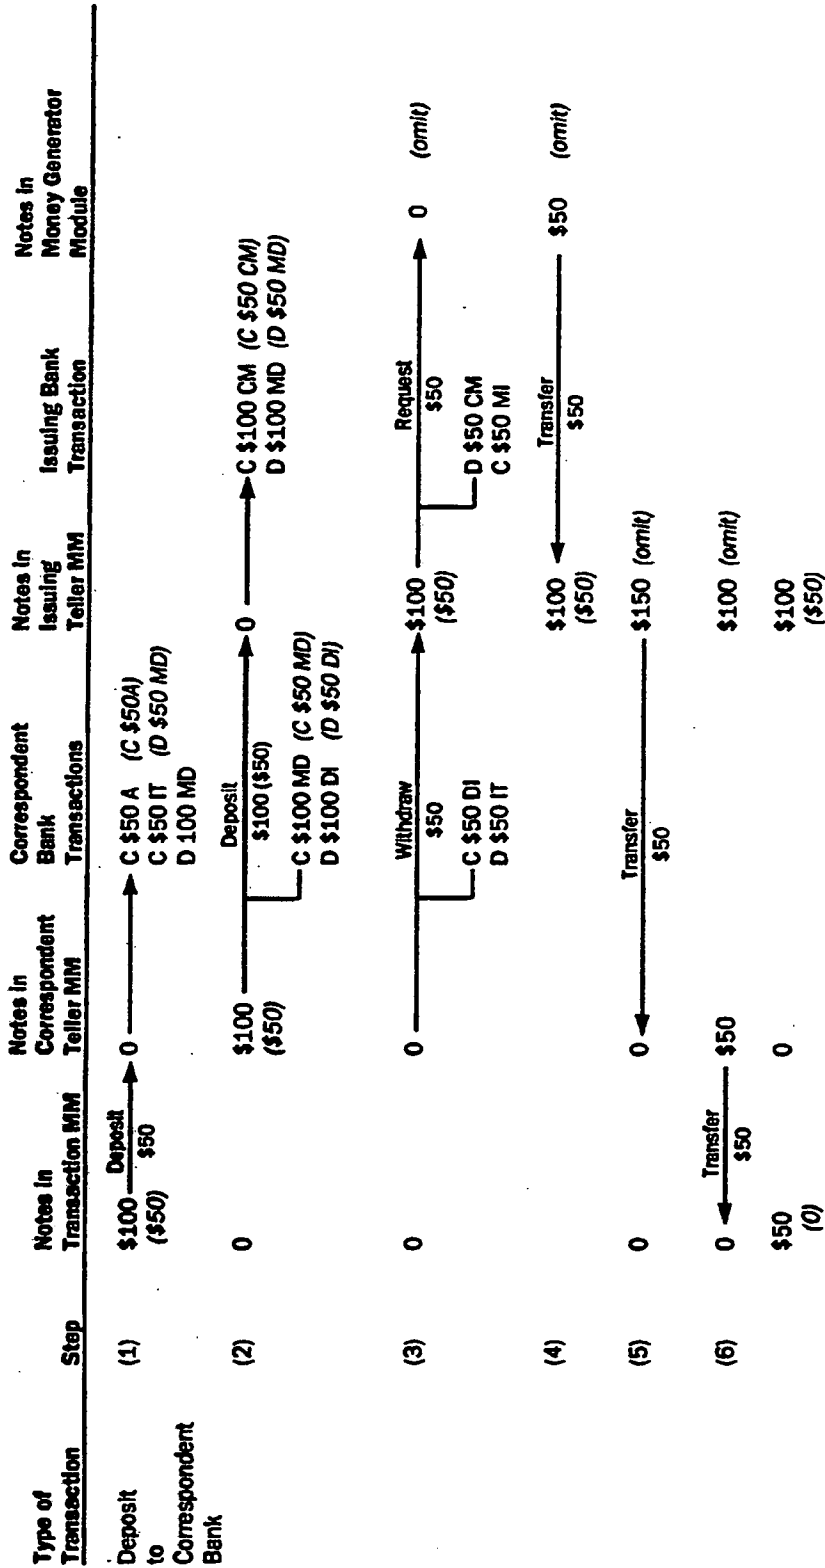 Type of Transaction
Step
Notes in Transaction MM
Notes in Correspondent Teller MM
Correspondent Bank Transactions
Notes in Issuing Teller MM
Issuing Bank Transaction
Notes in Money Generator Module
Deposit
to
Correspondent
Bank
(1)
$100
($50)
Deposit
$50
0
C $50 A (C $50A)
C $50 IT (D $50 MD)
D 100 MD
(2)
0
$100
($50)
Deposit
$100 ($50)
C $100 MD (C $50 MD)
D $100 DI (D $50 DI)
0
C $100 CM (C $50 CM)
D $100 MD (D $50 MD)
(3)
0
0
Withdraw
$50
C $50 DI
D $50 IT
$100
($50)
Request
$50
D $50 CM
C $50 MI
0 (omit)
(4)
$100
($50)
Transfer
$50
$50 (omit)
(5)
0
0
Transfer
$50
$150 (omit)
(6)
0
Transfer
$50
$50
$100 (omit)
$50
(0)
0
$100
($50)